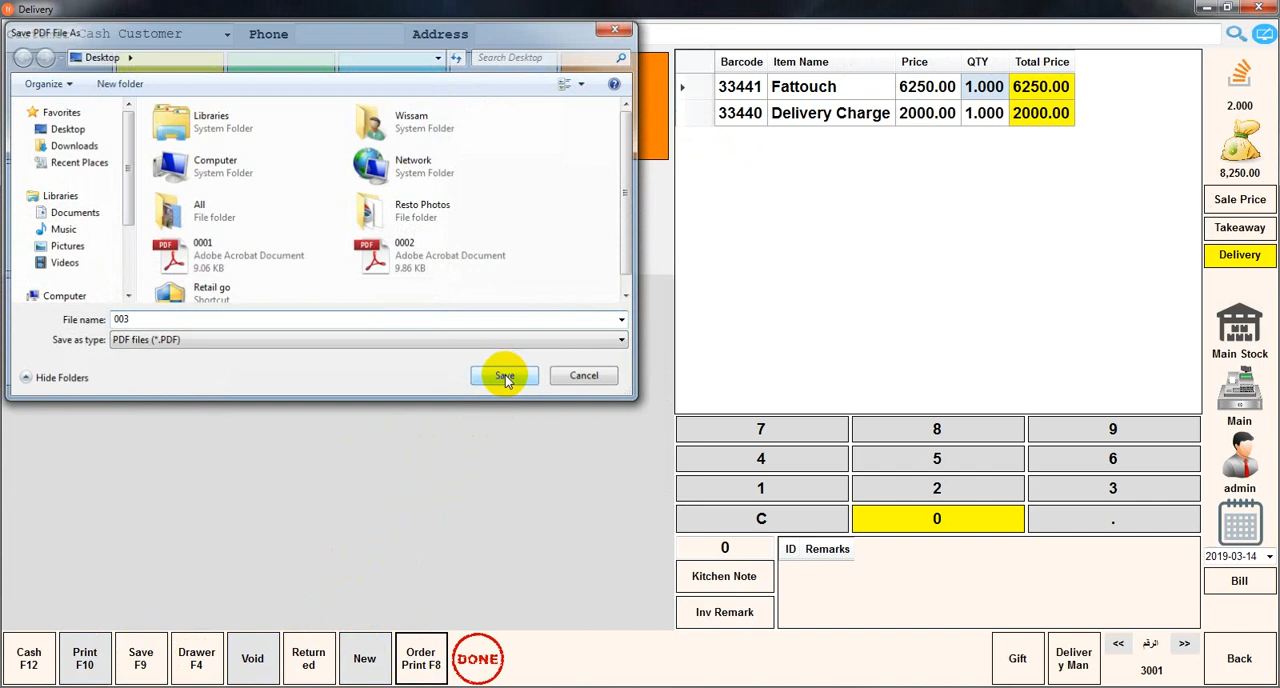 Delivery
Save PDF File As
Cash Customer
Phone
Address
Desktop
Search Desktop
Organize
New folder
Favorites
Desktop
Downloads
Recent Places
Libraries
Documents
Music
Pictures
Videos
Computer
Libraries
System Folder
Wissam
System Folder
Computer
System Folder
Network
System Folder
All
File folder
Resto Photos
File folder
PDF
0001
Adobe Acrobat Document
9.06 KB
PDF
0002
Adobe Acrobat Document
9.86 KB
Retail go
Shortcut
File name: 003
Save as type: PDF files (*.PDF)
Hide Folders
Save
Cancel
Barcode Item Name Price QTY Total Price
33441 Fattouch 6250.00 1.000 6250.00
33440 Delivery Charge 2000.00 1.000 2000.00
2.000
8,250.00
Sale Price
Takeaway
Delivery
Main Stock
Main
admin
2019-03-14
Bill
7 8 9
4 5 6
1 2 3
C 0 .
0
Kitchen Note
Inv Remark
ID Remarks
Cash
F12
Print
F10
Save
F9
Drawer
F4
Void
Return
ed
New
Order
Print F8
DONE
Gift
Deliver
y Man
<< الرقم >>
3001
Back